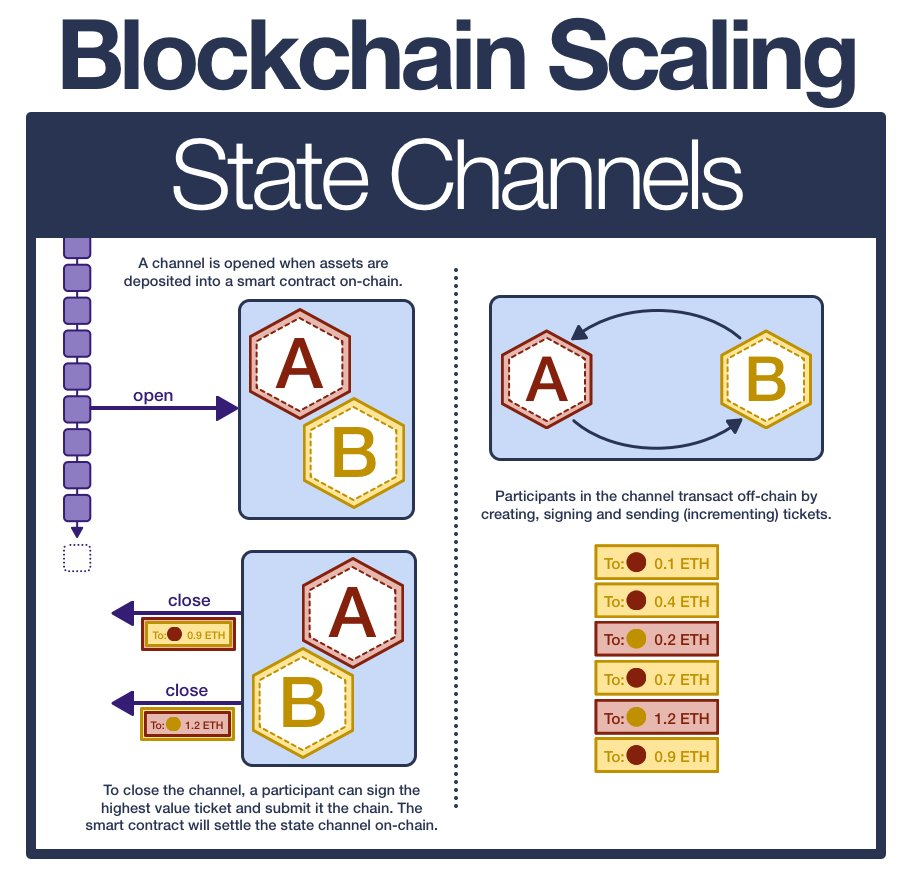 Blockchain Scaling
State Channels
A channel is opened when assets are
deposited into a smart contract on-chain.
open
A
B
close
To: 0.9 ETH
close
To: 1.2 ETH
A
B
To close the channel, a participant can sign the
highest value ticket and submit it the chain. The
smart contract will settle the state channel on-chain.
A
B
Participants in the channel transact off-chain by
creating, signing and sending (incrementing) tickets.
To: 0.1 ETH
To: 0.4 ETH
To: 0.2 ETH
To: 0.7 ETH
To: 1.2 ETH
To: 0.9 ETH